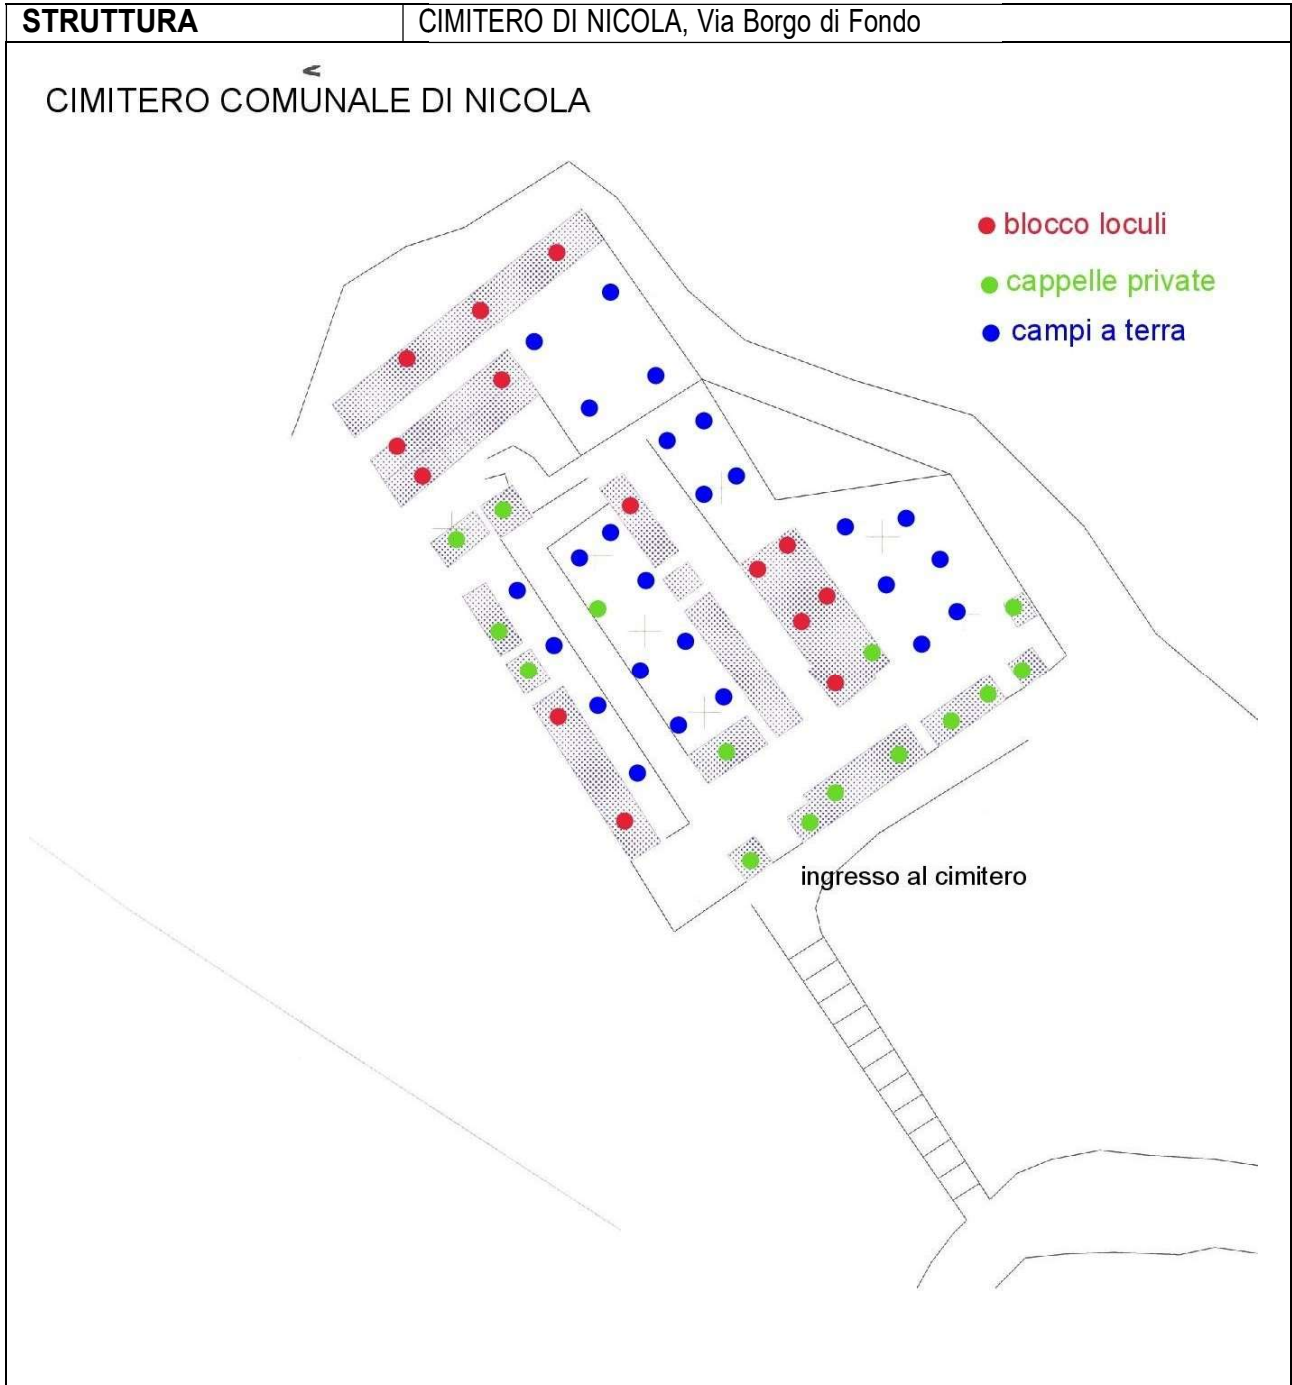 STRUTTURA CIMITERO DI NICOLA, Via Borgo di Fondo
CIMITERO COMUNALE DI NICOLA
blocco loculi
cappelle private
campi a terra
ingresso al cimitero